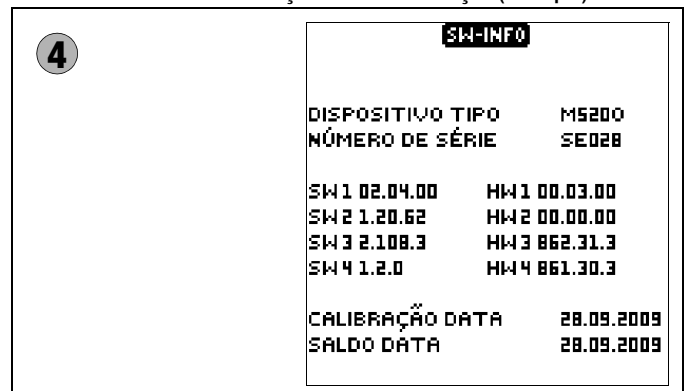 4
SW-INFO
DISPOSITIVO TIPO M5200
NÚMERO DE SÉRIE SE028
SW 1 02.04.00 HW 1 00.03.00
SW 2 1.20.62 HW 2 00.00.00
SW 3 2.108.3 HW 3 862.31.3
SW 4 1.2.0 HW 4 861.30.3
CALIBRAÇÃO DATA 28.09.2009
SALDO DATA 28.09.2009